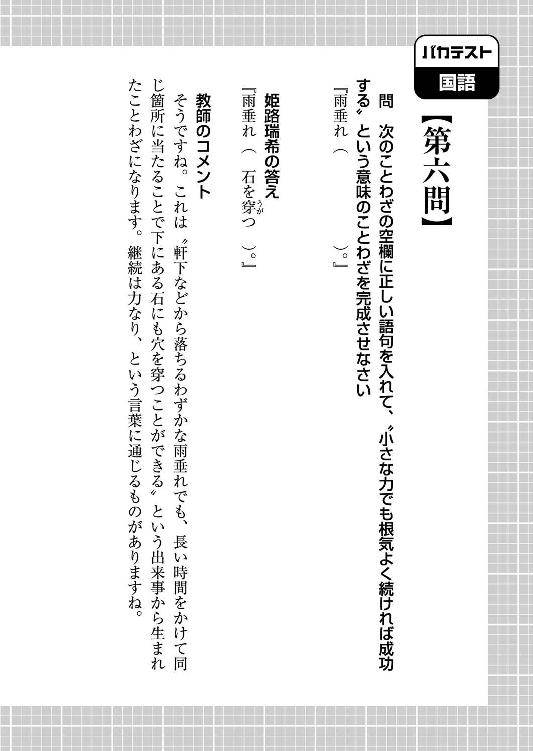 バカテスト
国語
【第六問】
問　次のことわざの空欄に正しい語句を入れて、〝小さな力でも根気よく続ければ成功
する〟という意味のことわざを完成させなさい
『雨垂れ（　　　　　）。』
姫路瑞希の答え
『雨垂れ（　石を穿つ　）。』
うが
教師のコメント
そうですね。これは〝軒下などから落ちるわずかな雨垂れでも、長い時間をかけて同
じ箇所に当たることで下にある石にも穴を穿つことができる〟という出来事から生まれ
たことわざになります。継続は力なり、という言葉に通じるものがありますね。